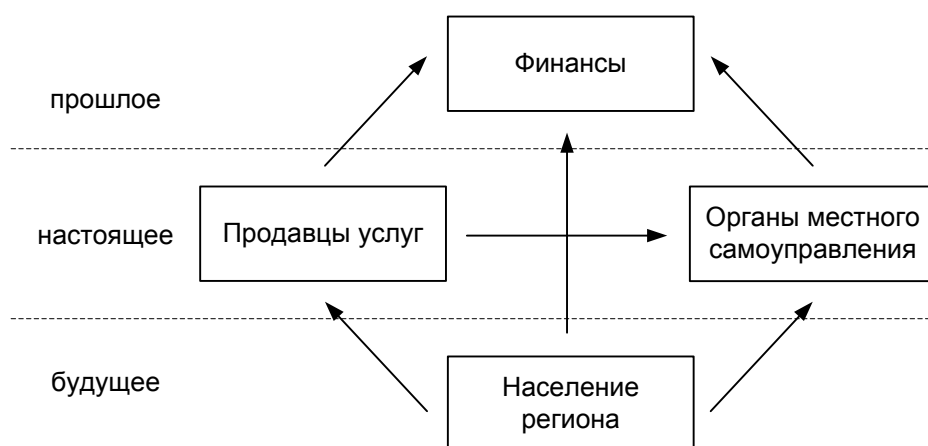 Финансы
прошлое
настоящее
Продавцы услуг
Органы местного
самоуправления
будущее
Население
региона